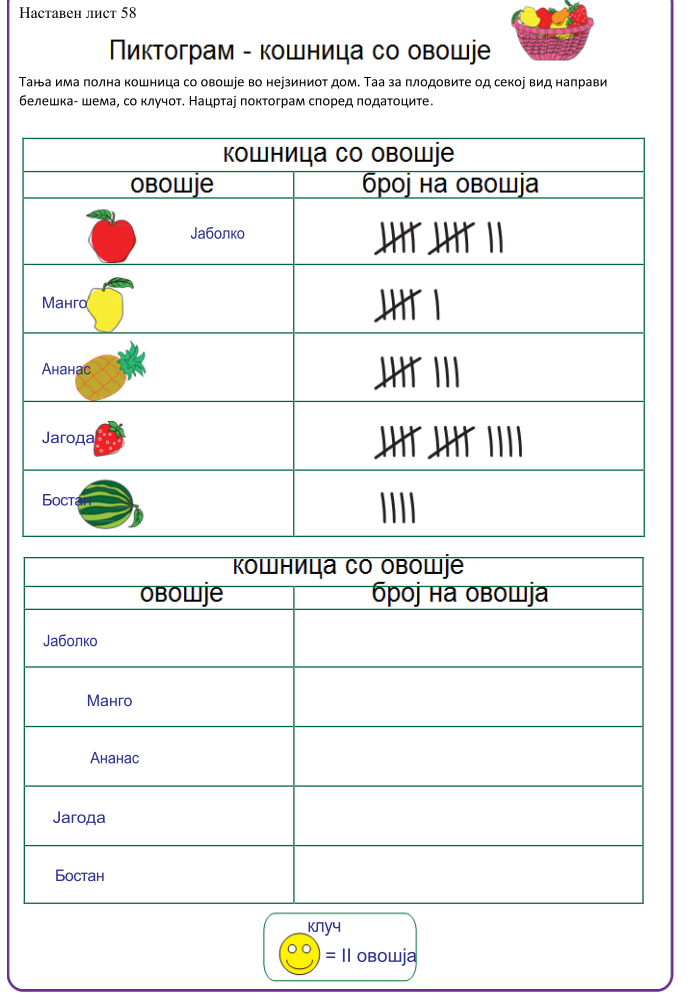 Наставен лист 58
Пиктограм - кошница со овошје
Тања има полна кошница со овошје во нејзиниот дом. Таа за плодовите од секој вид направи
белешка- шема, со клучот. Нацртај поктограм според податоците.
кошница со овошје
овошје број на овошја
Јаболко
Манго
Ананас
Јагода
Бостан
кошница со овошје
овошје број на овошја
Јаболко
Манго
Ананас
Јагода
Бостан
клуч
= II овошја